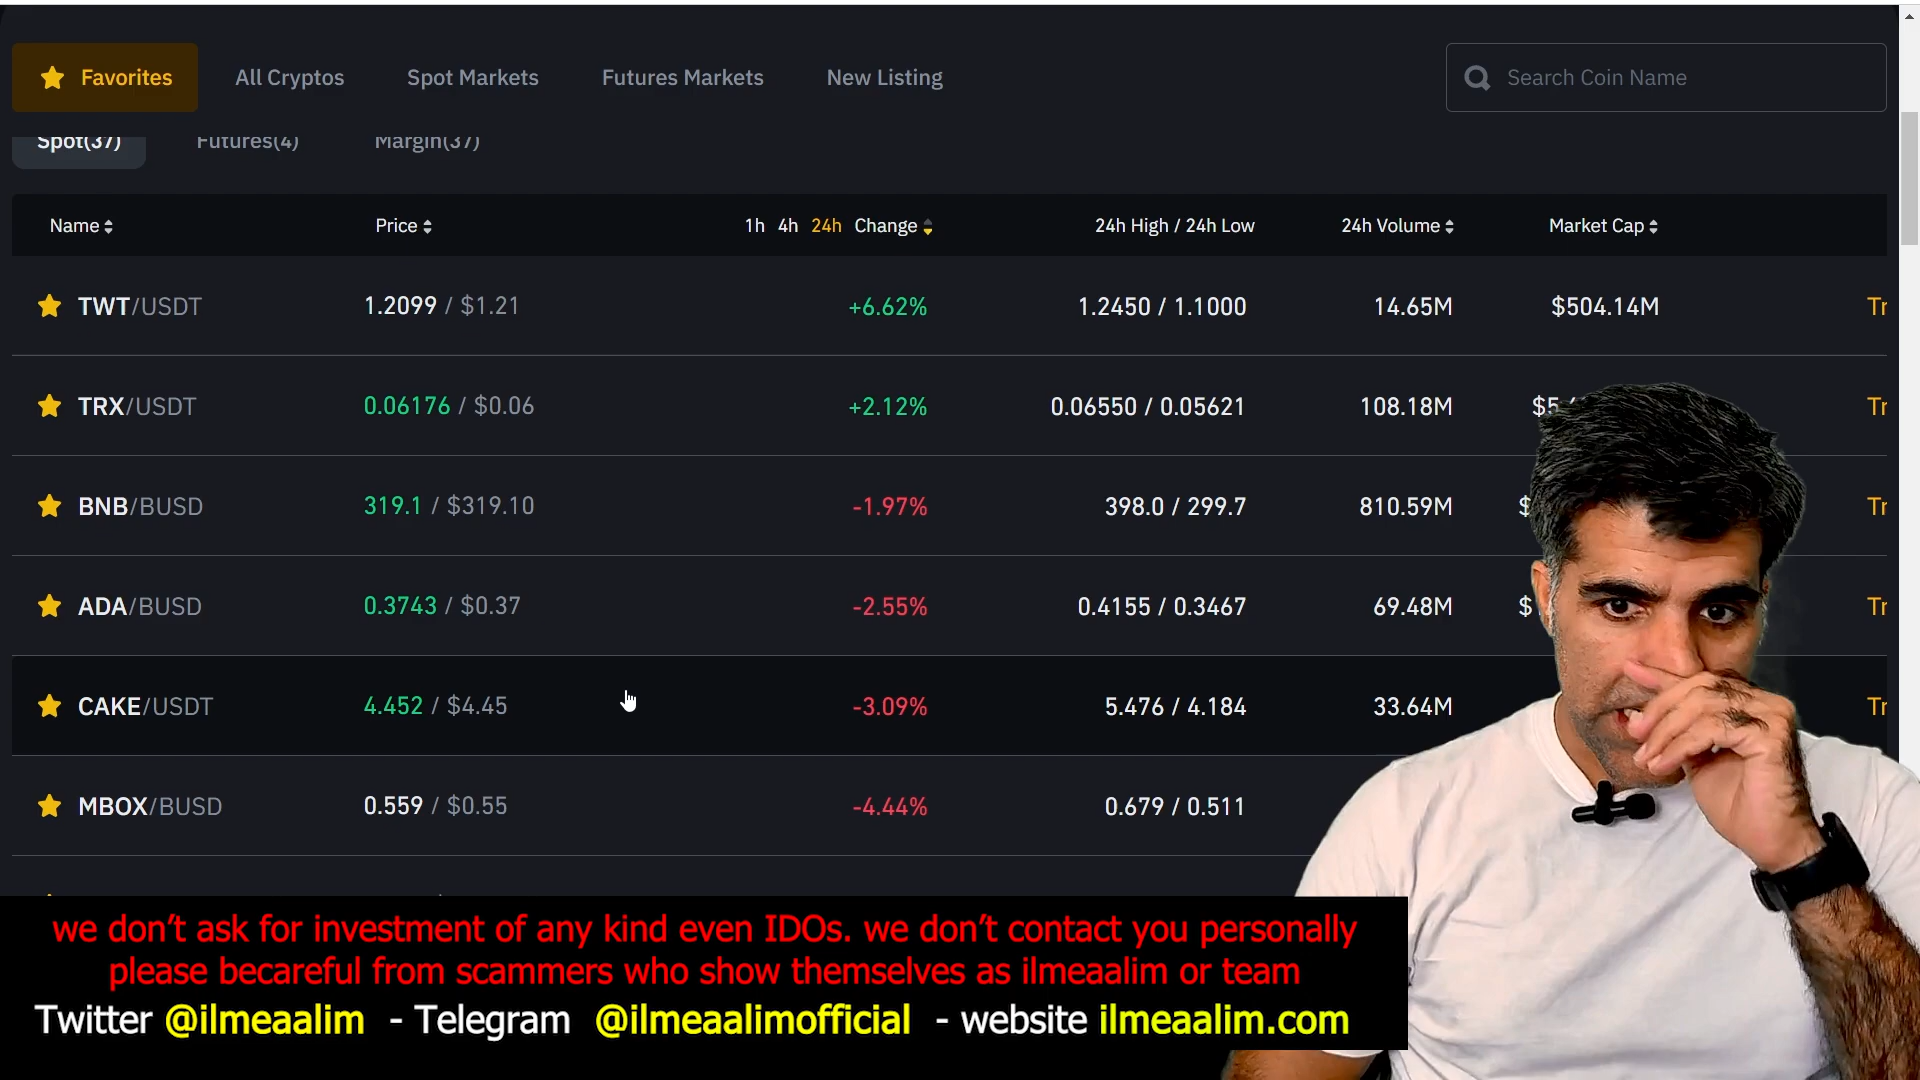 Favorites All Cryptos Spot Markets Futures Markets New Listing Search Coin Name
Spot(37) Futures(4) Margin(37)
Name Price 1h 4h 24h Change 24h High / 24h Low 24h Volume Market Cap
TWT/USDT 1.2099 / $1.21 +6.62% 1.2450 / 1.1000 14.65M $504.14M Tr
TRX/USDT 0.06176 / $0.06 +2.12% 0.06550 / 0.05621 108.18M Tr
BNB/BUSD 319.1 / $319.10 -1.97% 398.0 / 299.7 810.59M $ Tr
ADA/BUSD 0.3743 / $0.37 -2.55% 0.4155 / 0.3467 69.48M $ Tr
CAKE/USDT 4.452 / $4.45 -3.09% 5.476 / 4.184 33.64M Tr
MBOX/BUSD 0.559 / $0.55 -4.44% 0.679 / 0.511
we don't ask for investment of any kind even IDOs. we don't contact you personally
please becareful from scammers who show themselves as ilmeaalim or team
Twitter @ilmeaalim - Telegram @ilmeaalimofficial - website ilmeaalim.com